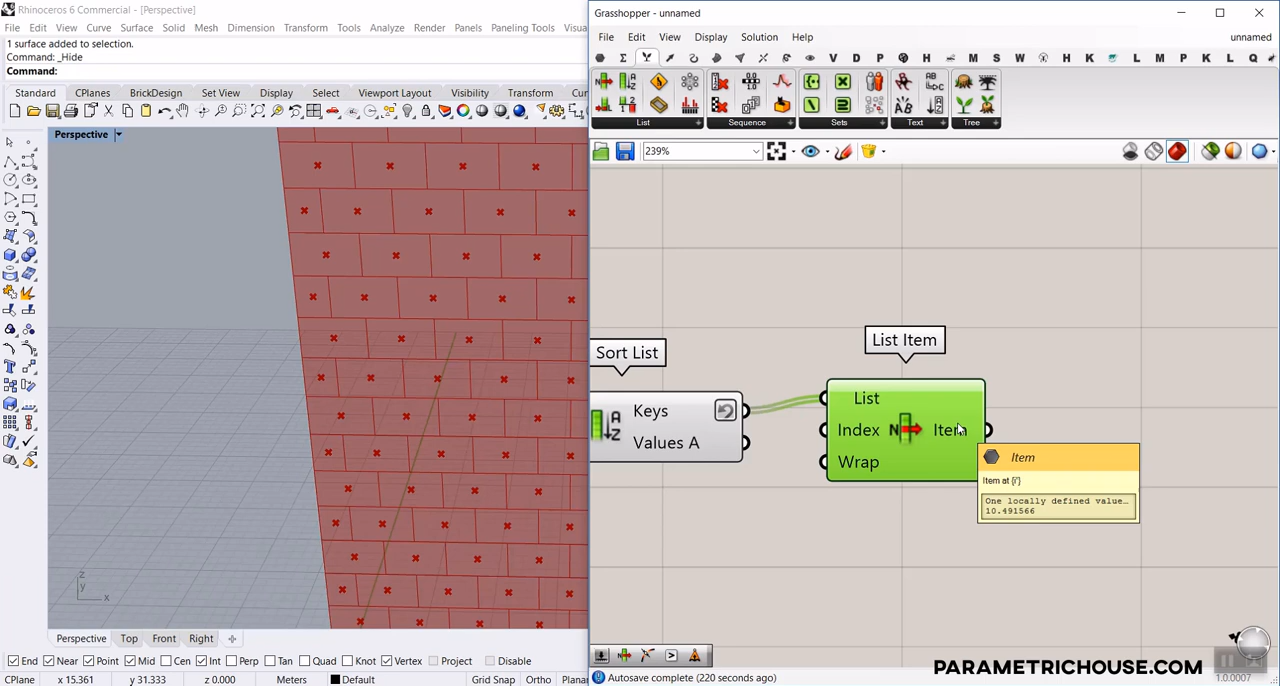 Rhinoceros 6 Commercial - [Perspective]
File Edit View Curve Surface Solid Mesh Dimension Transform Tools Analyze Render Panels Paneling Tools Visua
1 surface added to selection.
Command: _Hide
Command:
Standard CPlanes BrickDesign Set View Display Select Viewport Layout Visibility Transform Cu
Perspective
z
y
x
Perspective Top Front Right
End Near Point Mid Cen Int Perp Tan Quad Knot Vertex Project Disable
CPlane x 15.361 y 31.333 z 0.000 Meters Default Grid Snap Ortho Planar
Grasshopper - unnamed
File Edit View Display Solution Help unnamed
V D P H M S W H K L M P K L Q
List Sequence Sets Text Tree
239%
Sort List
List Item
Keys
Values A
A
Z
List
Index N Item
Wrap
Item
Item at {i'}
One locally defined value…
10.491566
PARAMETRICHOUSE.COM
Autosave complete (220 seconds ago)
1.0.0007